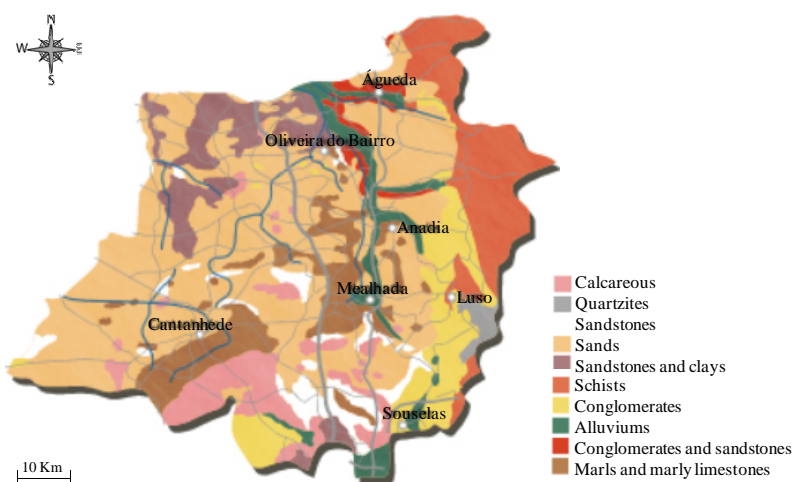 N
W
S
Águeda
Oliveira do Bairro
Anadia
Mealhada
Luso
Cantanhede
Souselas
Calcareous
Quartzites
Sandstones
Sands
Sandstones and clays
Schists
Conglomerates
Alluviums
Conglomerates and sandstones
Marls and marly limestones
10 Km